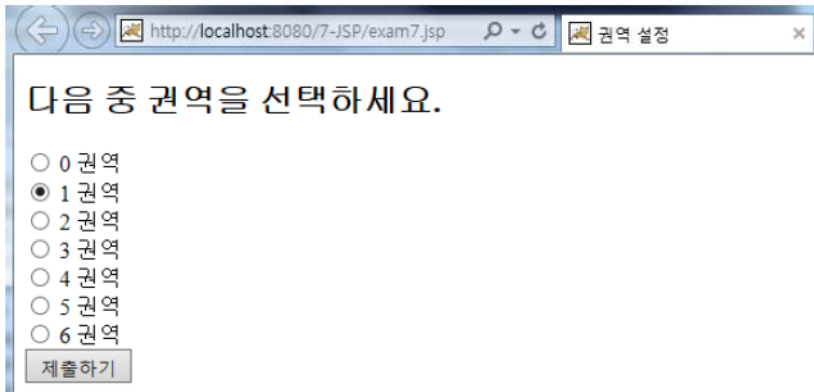 http://localhost:8080/7-JSP/exam7.jsp
권역 설정
다음 중 권역을 선택하세요.
0 권역
1 권역
2 권역
3 권역
4 권역
5 권역
6 권역
제출하기